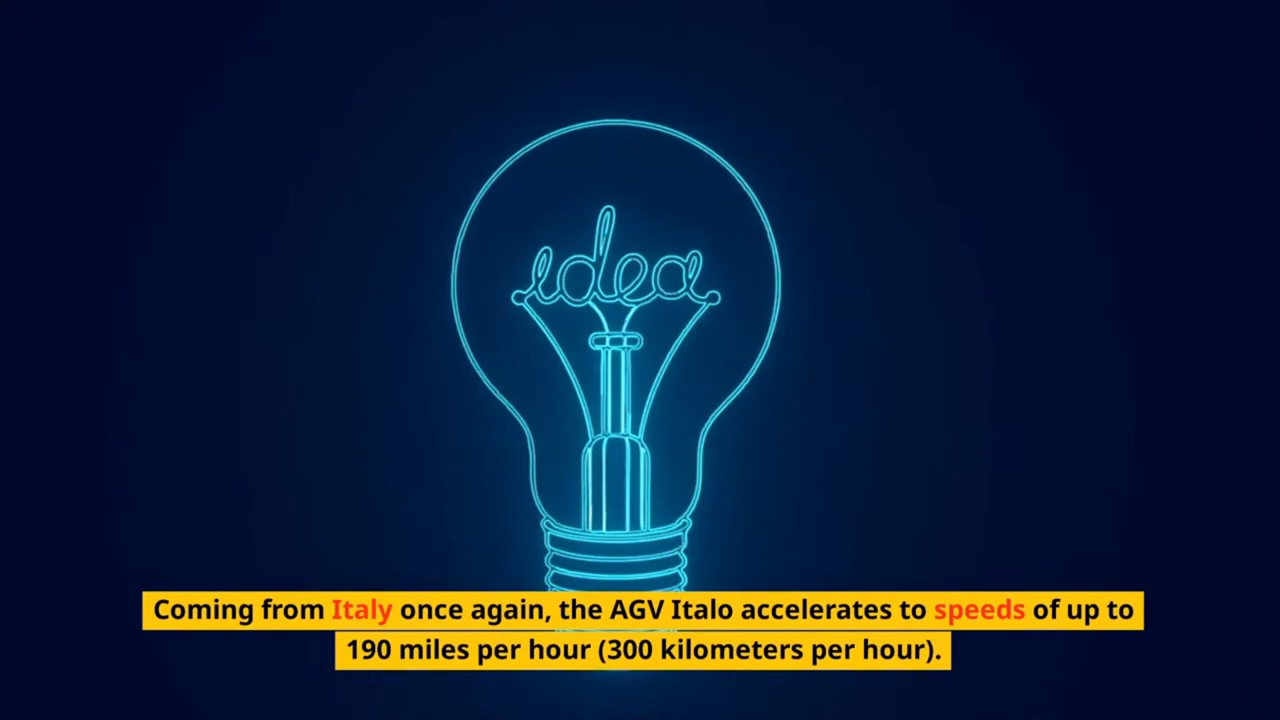 idea
Coming from Italy once again, the AGV Italo accelerates to speeds of up to
190 miles per hour (300 kilometers per hour).